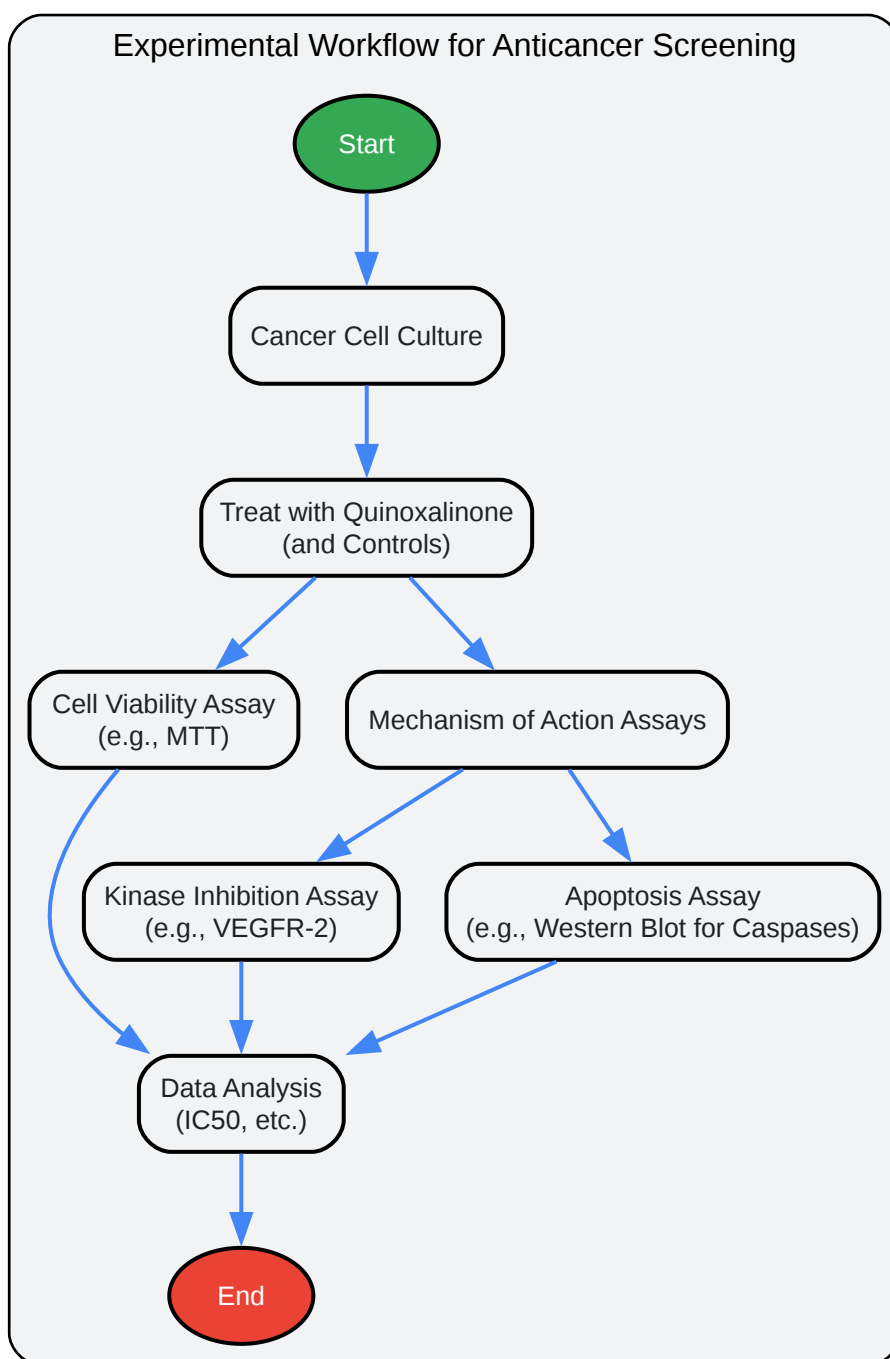 Experimental Workflow for Anticancer Screening
Start
Cancer Cell Culture
Treat with Quinoxalinone
(and Controls)
Cell Viability Assay
(e.g., MTT)
Mechanism of Action Assays
Kinase Inhibition Assay
(e.g., VEGFR-2)
Apoptosis Assay
(e.g., Western Blot for Caspases)
Data Analysis
(IC50, etc.)
End